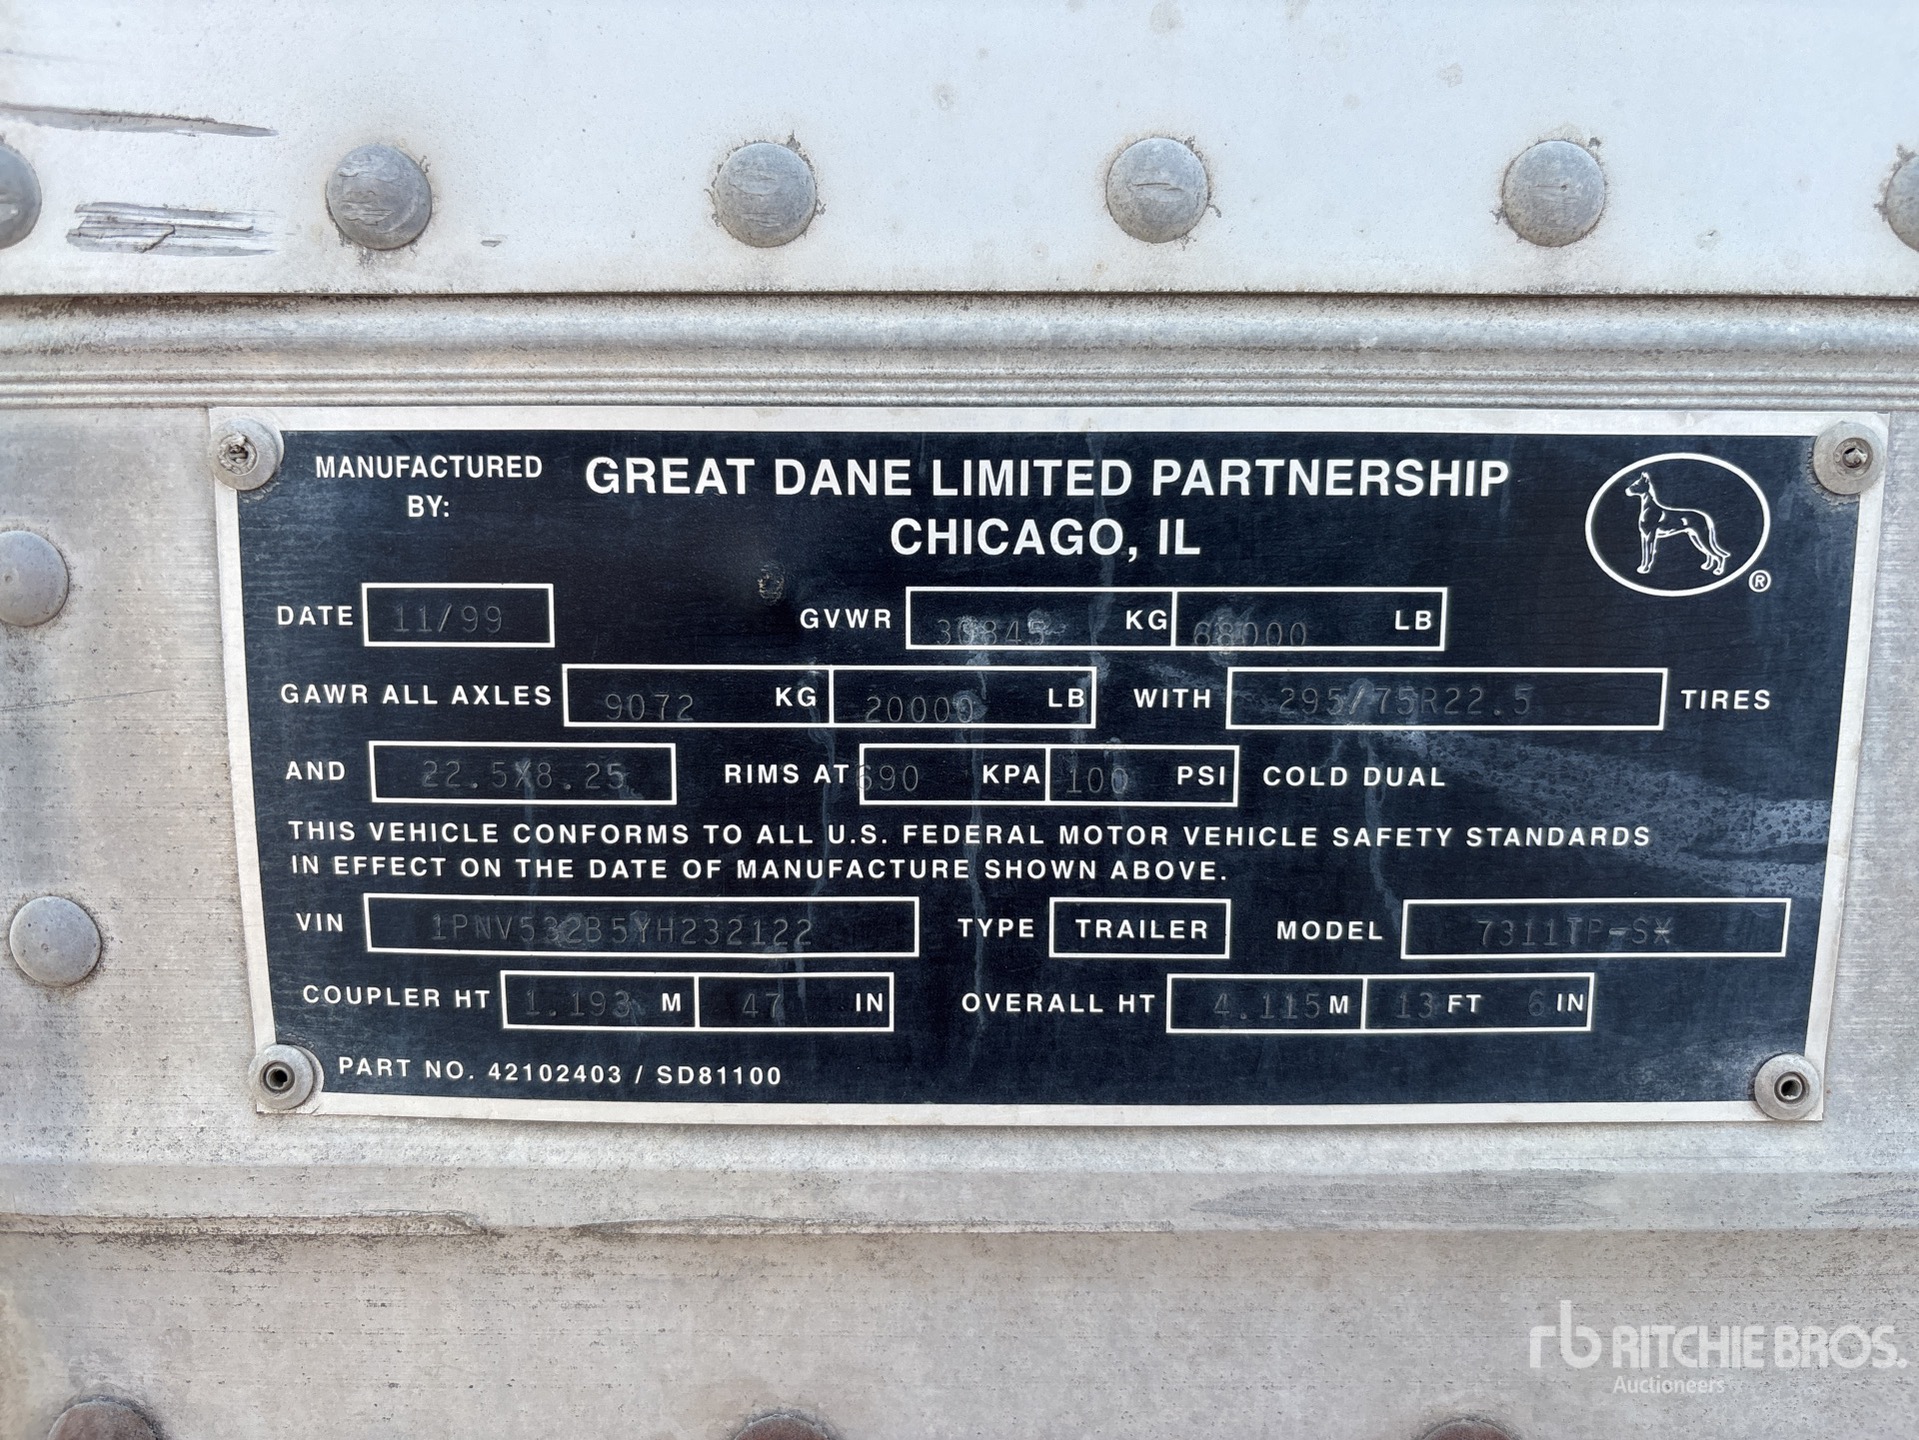 MANUFACTURED BY: GREAT DANE LIMITED PARTNERSHIP
CHICAGO, IL
®
DATE 11/99 GVWR 30845 KG 68000 LB
GAWR ALL AXLES 9072 KG 20000 LB WITH 295/75R22.5 TIRES
AND 22.5X8.25 RIMS AT 690 KPA 100 PSI COLD DUAL
THIS VEHICLE CONFORMS TO ALL U.S. FEDERAL MOTOR VEHICLE SAFETY STANDARDS
IN EFFECT ON THE DATE OF MANUFACTURE SHOWN ABOVE.
VIN 1PNV532B5YH232122 TYPE TRAILER MODEL 7311TP-SX
COUPLER HT 1.193 M 47 IN OVERALL HT 4.115 M 13 FT 6 IN
PART NO. 42102403 / SD81100
rb RITCHIE BROS.
Auctioneers